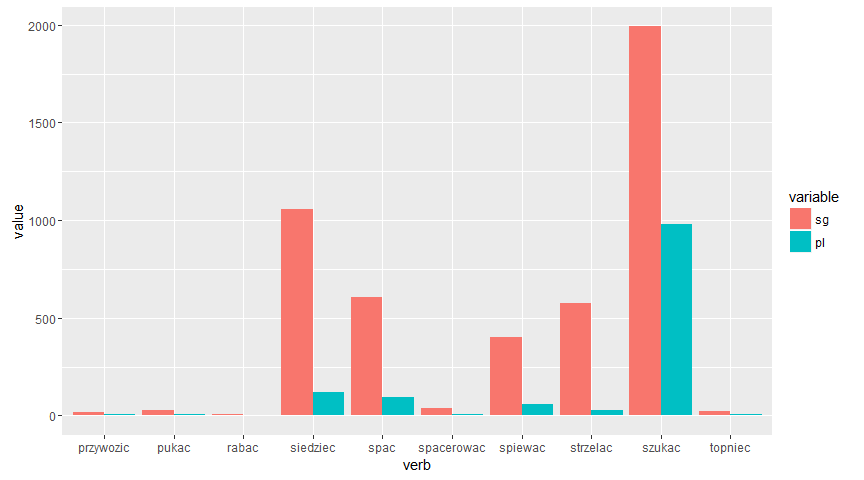 2000
1500
1000
500
0
value
przywozic pukac rabac siedziec spac spacerowac spiewac strzelac szukac topniec
verb
variable
sg
pl